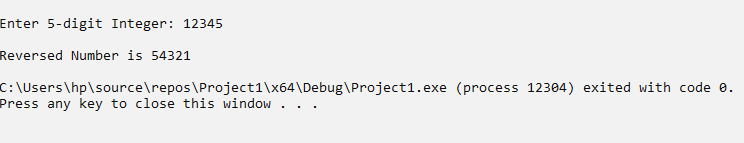 Enter 5-digit Integer: 12345
Reversed Number is 54321
C:\Users\hp\source\repos\Project1\x64\Debug\Project1.exe (process 12304) exited with code 0.
Press any key to close this window . . .